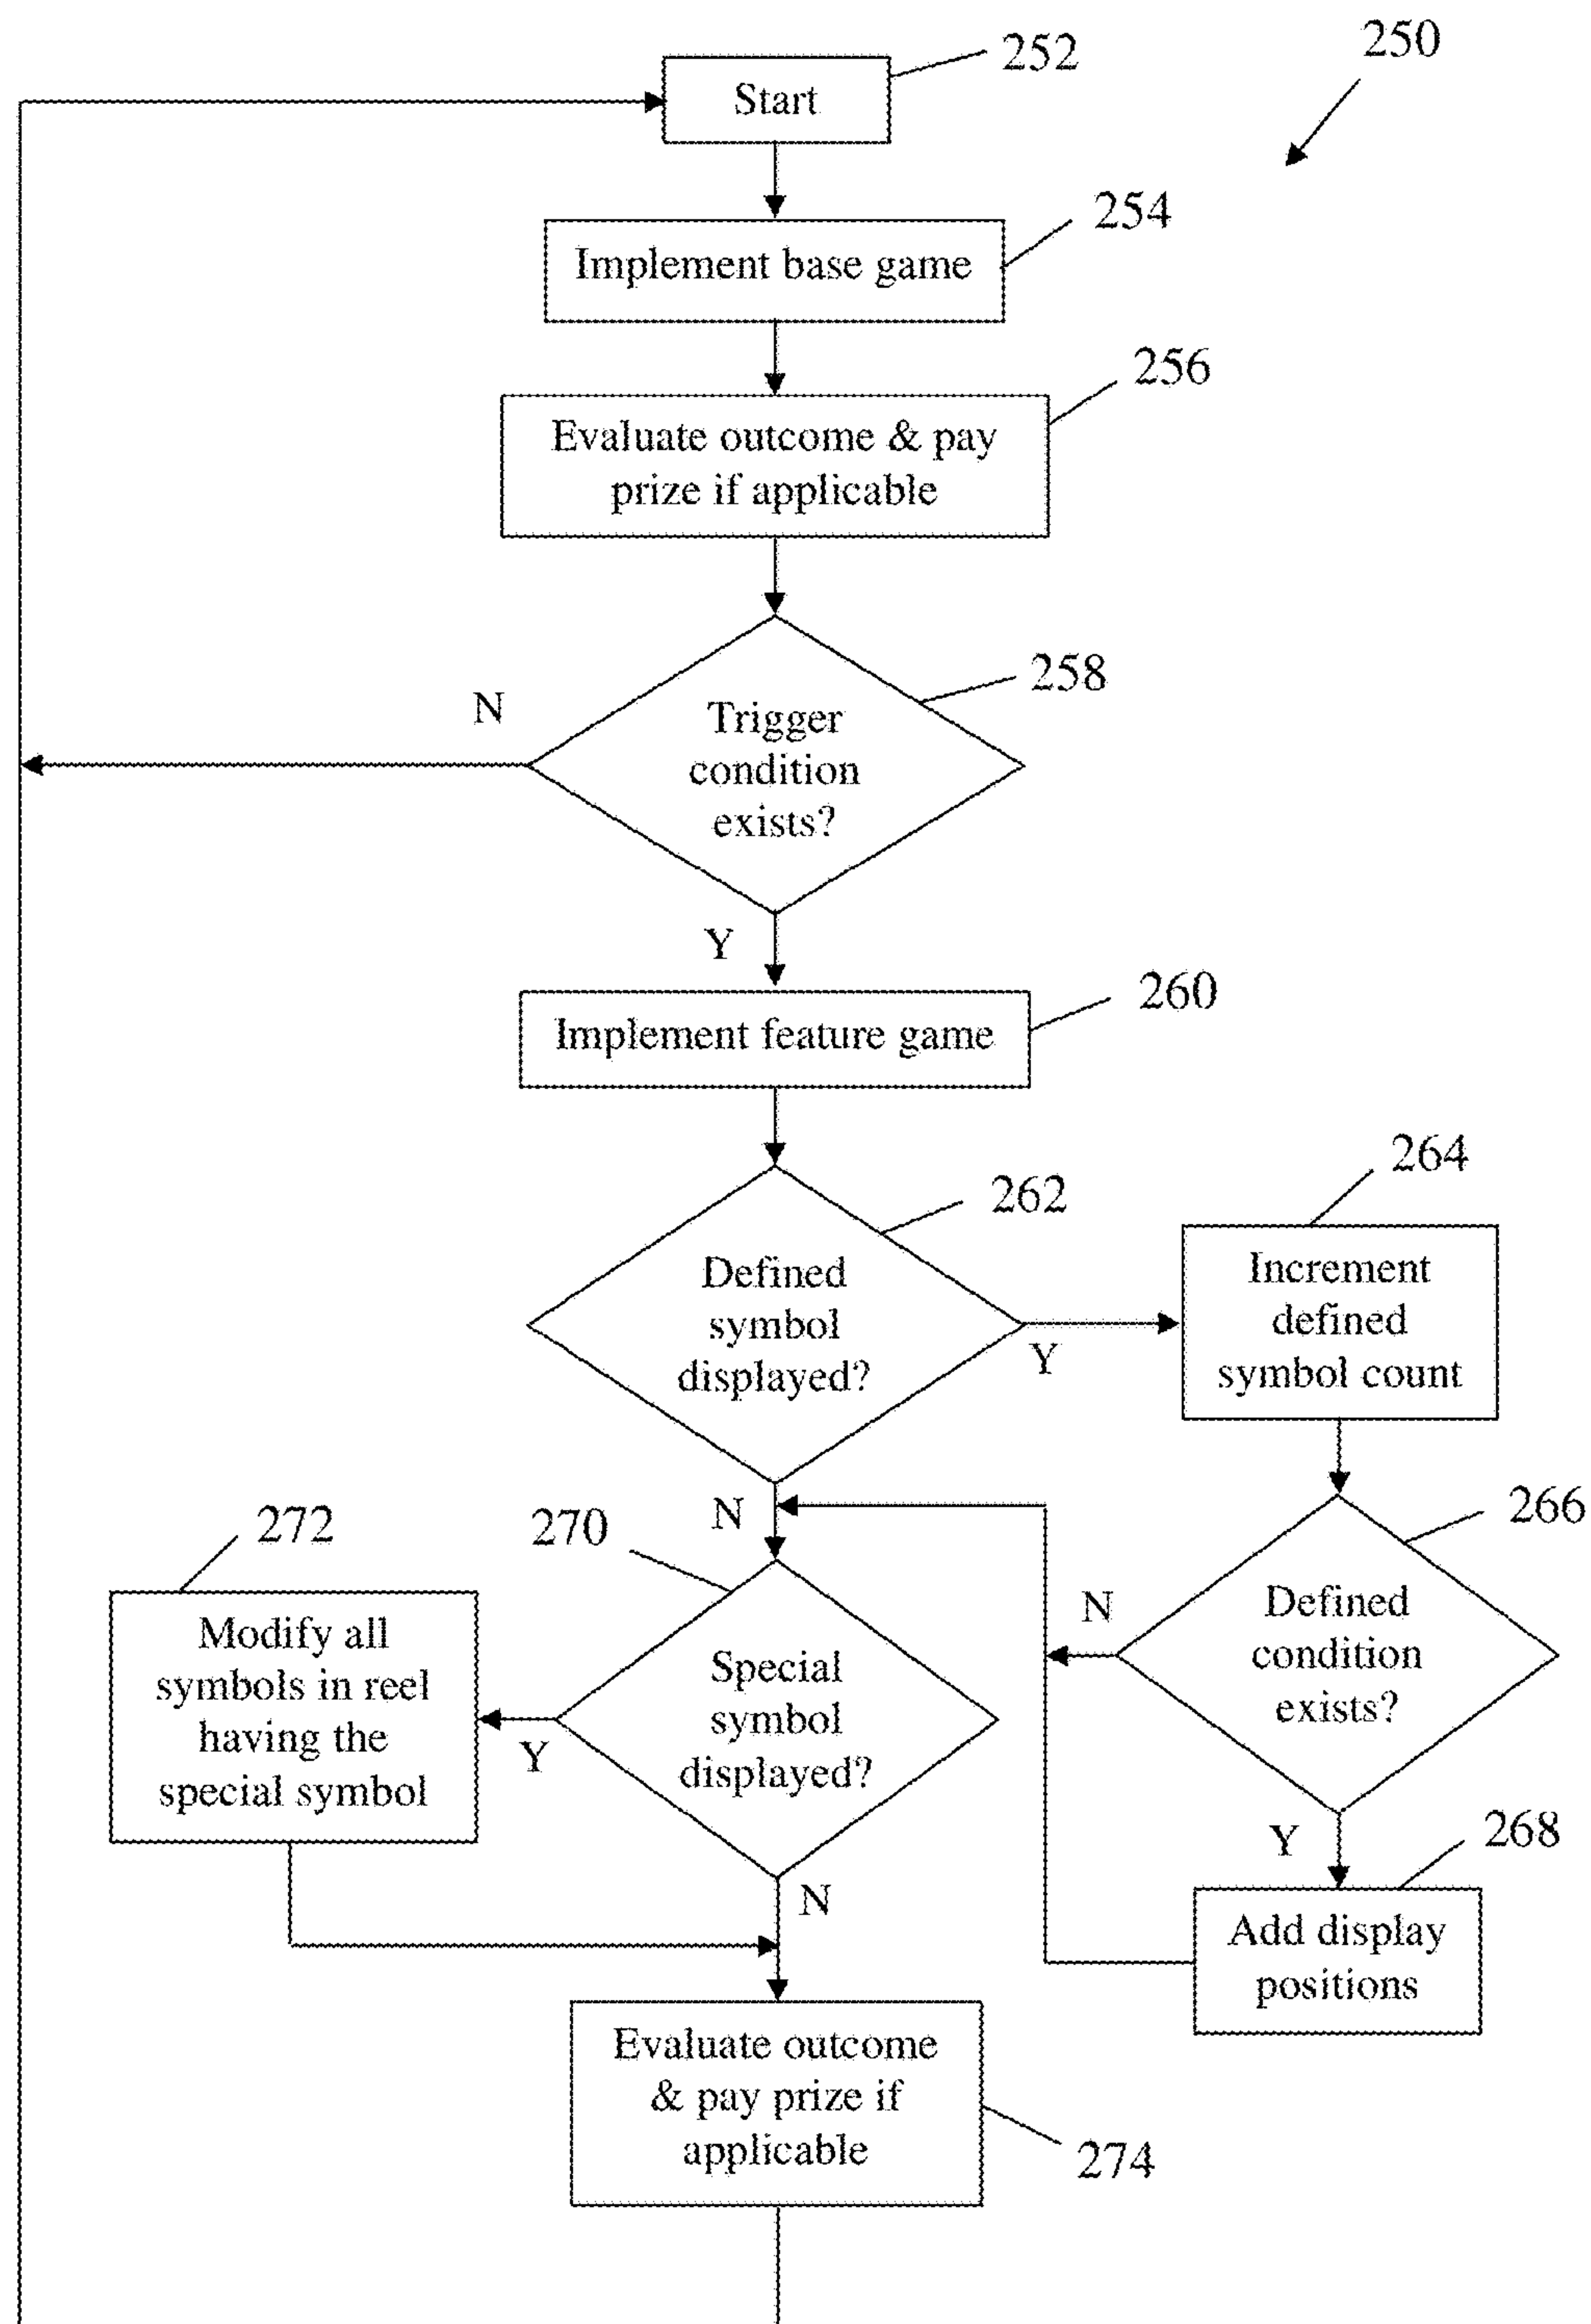 250
252
Start
254
Implement base game
256
Evaluate outcome & pay
prize if applicable
258
N
Trigger
condition
exists?
Y
260
Implement feature game
262
Defined
symbol
displayed?
Y
264
Increment
defined
symbol count
N
266
Defined
condition
exists?
N
Y
268
Add display
positions
270
Special
symbol
displayed?
Y
272
Modify all
symbols in reel
having the
special symbol
N
Evaluate outcome
& pay prize if
applicable
274